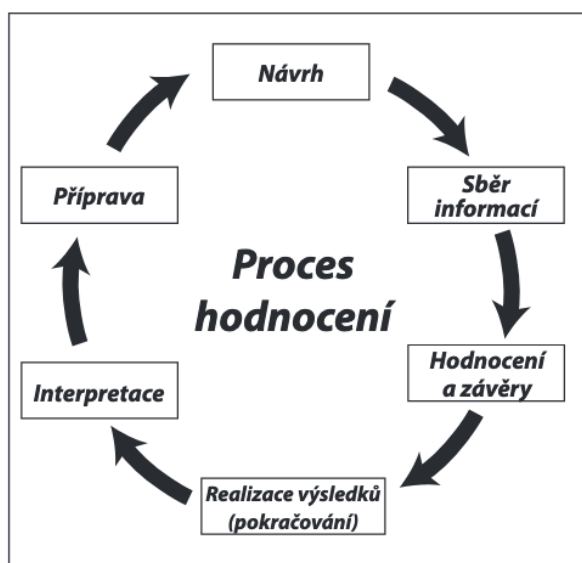 Návrh
Sběr
informací
Hodnocení
a závěry
Realizace výsledků
(pokračování)
Interpretace
Příprava
Proces
hodnocení